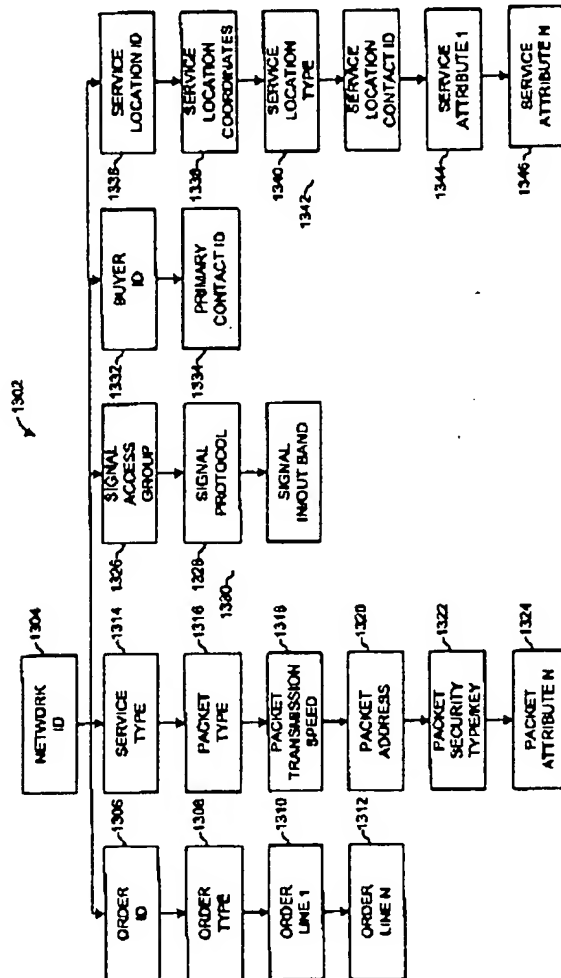 1302
1304
NETWORK
ID
1306
ORDER
ID
1308
ORDER
TYPE
1310
ORDER
LINE 1
1312
ORDER
LINE N
1314
SERVICE
TYPE
1316
PACKET
TYPE
1318
PACKET
TRANSMISSION
SPEED
1320
PACKET
ADDRESS
1322
PACKET
SECURITY
TYPE/KEY
1324
PACKET
ATTRIBUTE N
1326
SIGNAL
ACCESS
GROUP
1328
SIGNAL
PROTOCOL
1330
SIGNAL
IN/OUT BAND
1332
BUYER
ID
1334
PRIMARY
CONTACT ID
1336
SERVICE
LOCATION ID
1338
SERVICE
LOCATION
COORDINATES
1340
SERVICE
LOCATION
TYPE
1342
SERVICE
LOCATION
CONTACT ID
1344
SERVICE
ATTRIBUTE 1
1346
SERVICE
ATTRIBUTE N